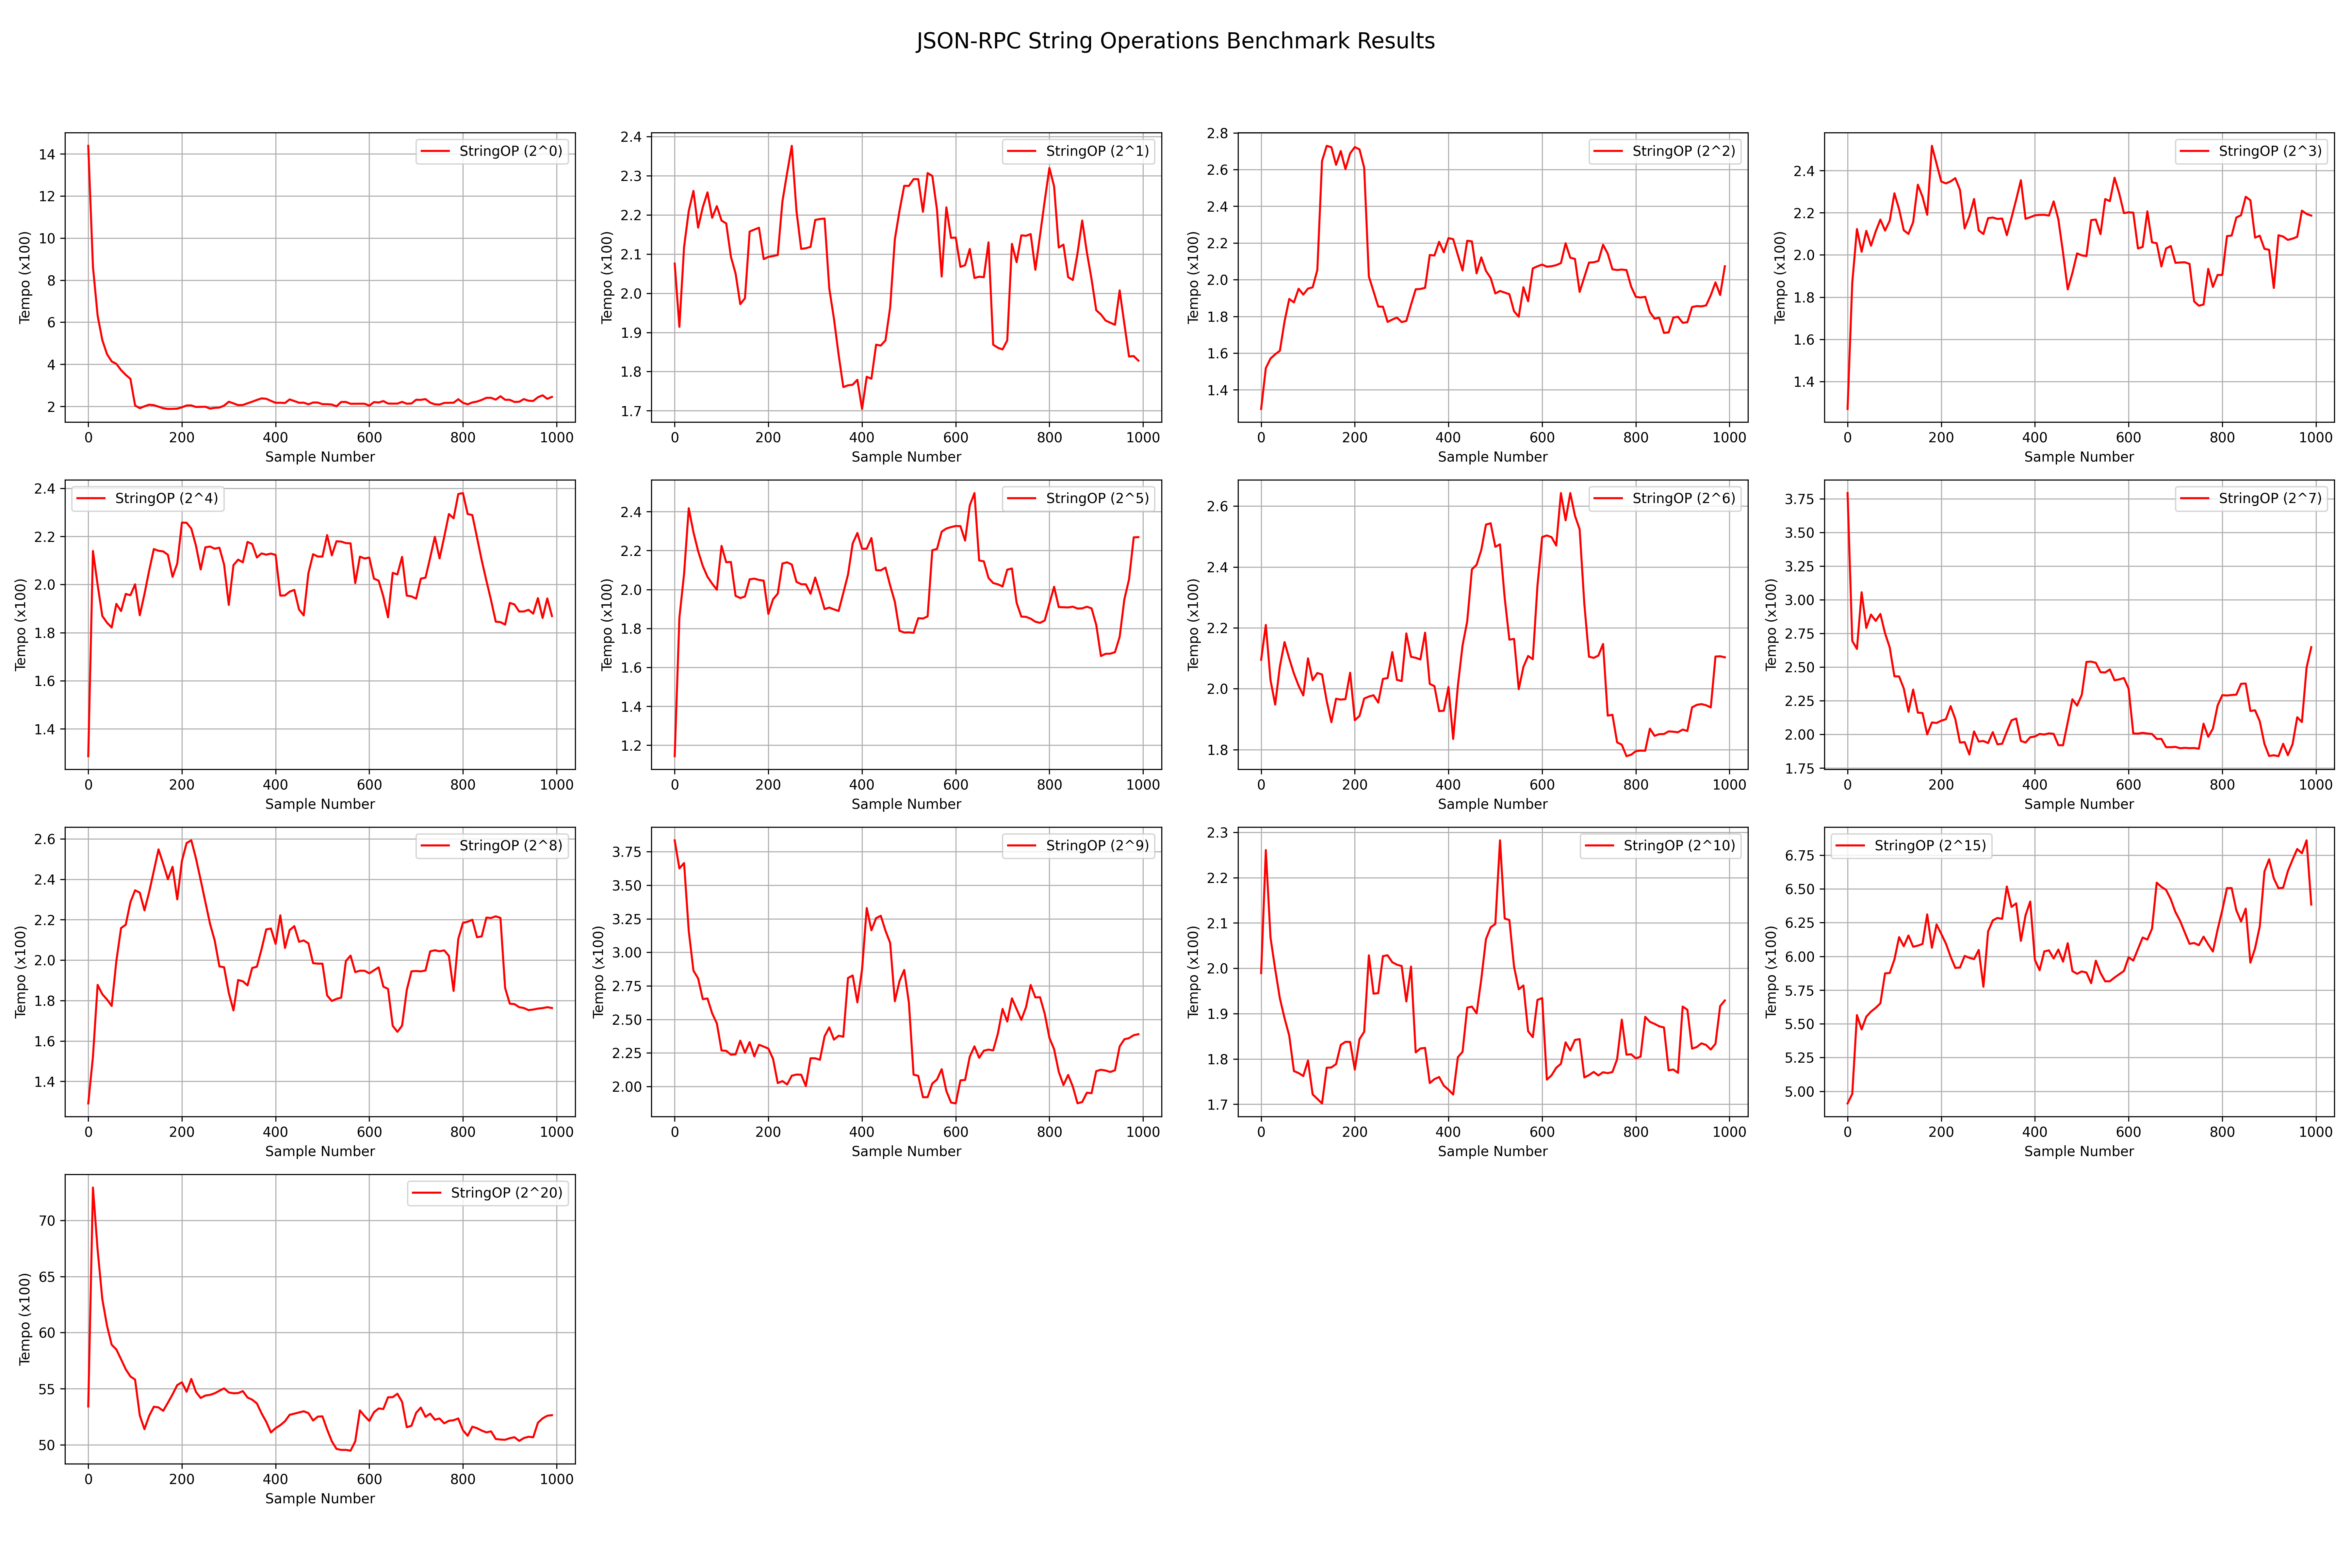 JSON-RPC String Operations Benchmark Results
StringOP (2^0)
Tempo (x100)
14
12
10
8
6
4
2
0 200 400 600 800 1000
Sample Number
StringOP (2^1)
Tempo (x100)
2.4
2.3
2.2
2.1
2.0
1.9
1.8
1.7
0 200 400 600 800 1000
Sample Number
StringOP (2^2)
Tempo (x100)
2.8
2.6
2.4
2.2
2.0
1.8
1.6
1.4
0 200 400 600 800 1000
Sample Number
StringOP (2^3)
Tempo (x100)
2.4
2.2
2.0
1.8
1.6
1.4
0 200 400 600 800 1000
Sample Number
StringOP (2^4)
Tempo (x100)
2.4
2.2
2.0
1.8
1.6
1.4
0 200 400 600 800 1000
Sample Number
StringOP (2^5)
Tempo (x100)
2.4
2.2
2.0
1.8
1.6
1.4
1.2
0 200 400 600 800 1000
Sample Number
StringOP (2^6)
Tempo (x100)
2.6
2.4
2.2
2.0
1.8
0 200 400 600 800 1000
Sample Number
StringOP (2^7)
Tempo (x100)
3.75
3.50
3.25
3.00
2.75
2.50
2.25
2.00
1.75
0 200 400 600 800 1000
Sample Number
StringOP (2^8)
Tempo (x100)
2.6
2.4
2.2
2.0
1.8
1.6
1.4
0 200 400 600 800 1000
Sample Number
StringOP (2^9)
Tempo (x100)
3.75
3.50
3.25
3.00
2.75
2.50
2.25
2.00
0 200 400 600 800 1000
Sample Number
StringOP (2^10)
Tempo (x100)
2.3
2.2
2.1
2.0
1.9
1.8
1.7
0 200 400 600 800 1000
Sample Number
StringOP (2^15)
Tempo (x100)
6.75
6.50
6.25
6.00
5.75
5.50
5.25
5.00
0 200 400 600 800 1000
Sample Number
StringOP (2^20)
Tempo (x100)
70
65
60
55
50
0 200 400 600 800 1000
Sample Number